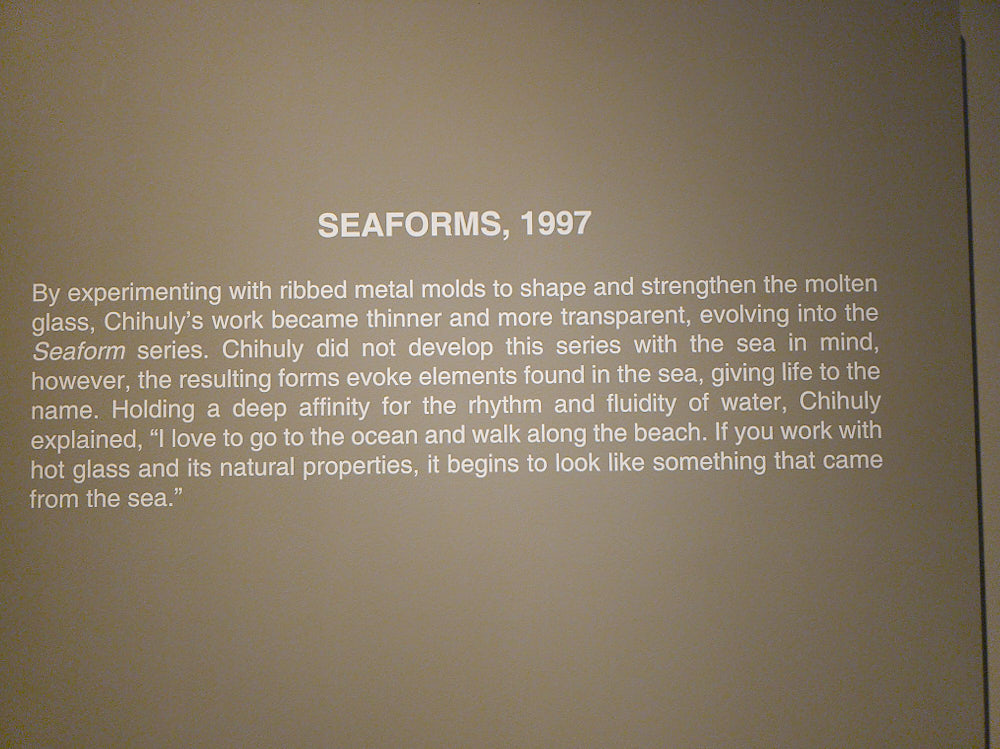 SEAFORMS, 1997
By experimenting with ribbed metal molds to shape and strengthen the molten
glass, Chihuly’s work became thinner and more transparent, evolving into the
Seaform series. Chihuly did not develop this series with the sea in mind,
however, the resulting forms evoke elements found in the sea, giving life to the
name. Holding a deep affinity for the rhythm and fluidity of water, Chihuly
explained, “I love to go to the ocean and walk along the beach. If you work with
hot glass and its natural properties, it begins to look like something that came
from the sea.”